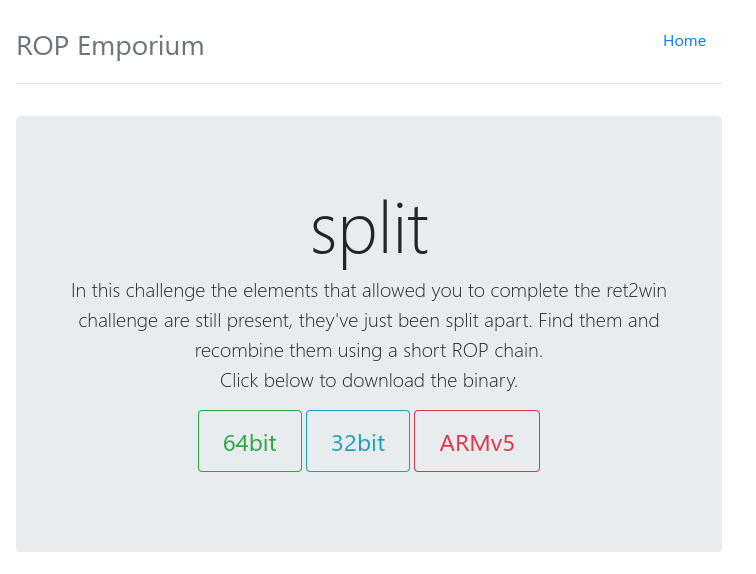 ROP Emporium
Home
split
In this challenge the elements that allowed you to complete the ret2win
challenge are still present, they've just been split apart. Find them and
recombine them using a short ROP chain.
Click below to download the binary.
64bit
32bit
ARMv5